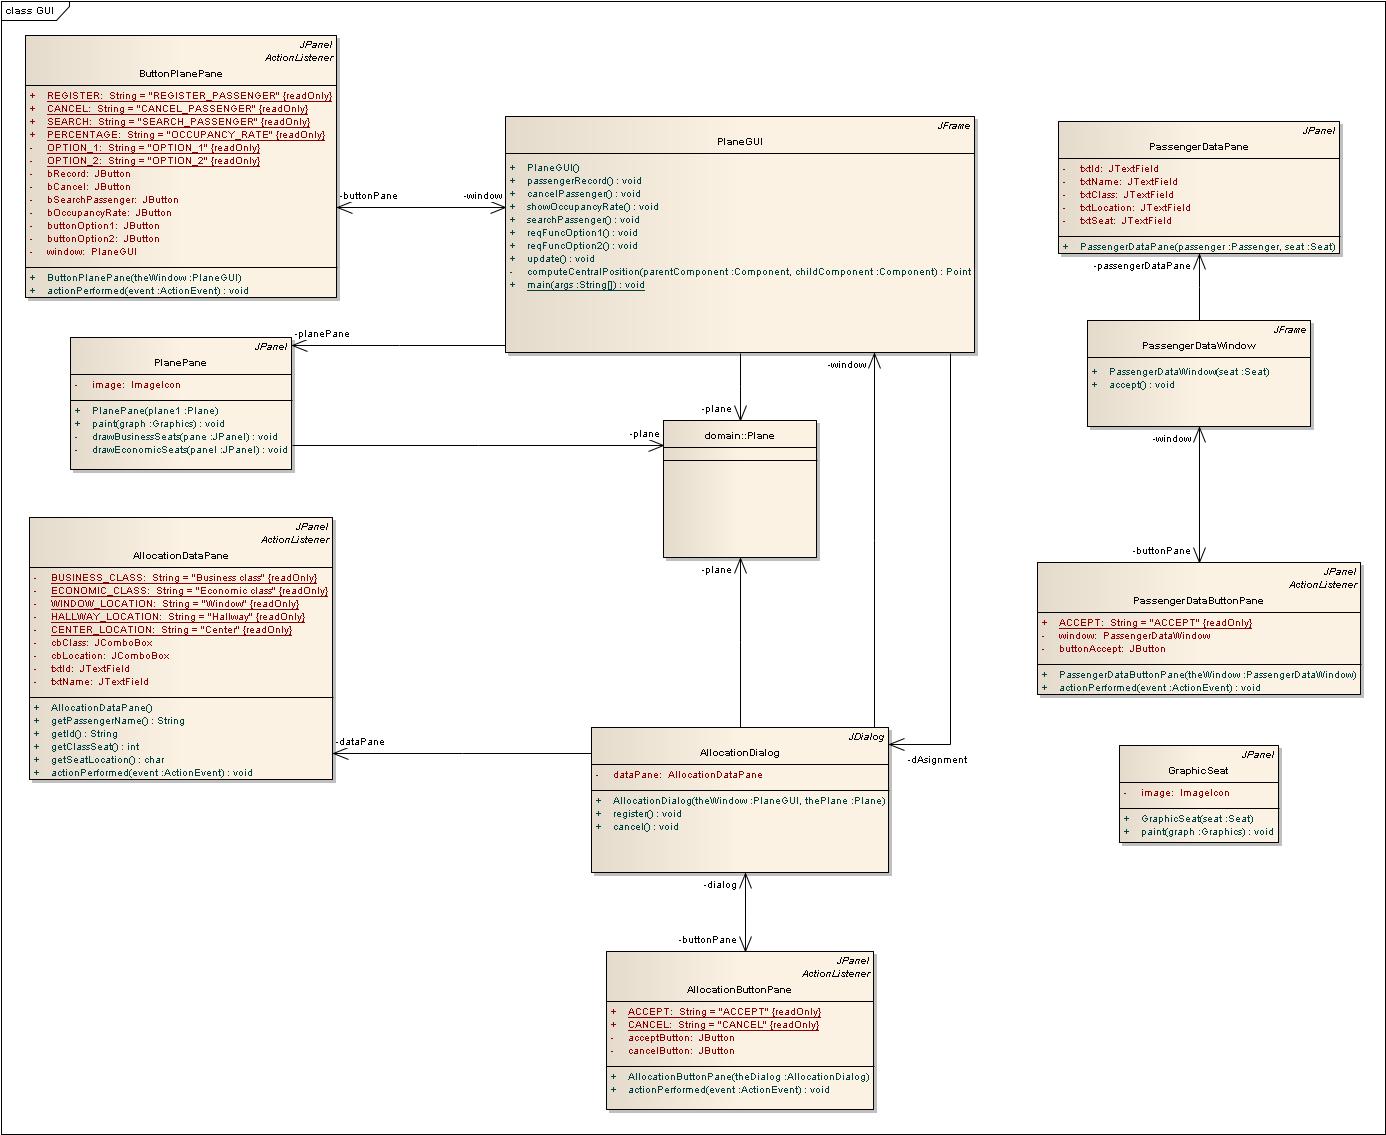 class GUI
JPanel
ActionListener
ButtonPlanePane
+ REGISTER: String = "REGISTER_PASSENGER" {readOnly}
+ CANCEL: String = "CANCEL_PASSENGER" {readOnly}
+ SEARCH: String = "SEARCH_PASSENGER" {readOnly}
+ PERCENTAGE: String = "OCCUPANCY_RATE" {readOnly}
- OPTION_1: String = "OPTION_1" {readOnly}
- OPTION_2: String = "OPTION_2" {readOnly}
- bRecord: JButton
- bCancel: JButton
- bSearchPassenger: JButton
- bOccupancyRate: JButton
- buttonOption1: JButton
- buttonOption2: JButton
- window: PlaneGUI
+ ButtonPlanePane(theWindow :PlaneGUI)
+ actionPerformed(event :ActionEvent) : void
-buttonPane
-window
JFrame
PlaneGUI
+ PlaneGUI()
+ passengerRecord() : void
+ cancelPassenger() : void
+ showOccupancyRate() : void
+ searchPassenger() : void
+ reqFuncOption1() : void
+ reqFuncOption2() : void
+ update() : void
- computeCentralPosition(parentComponent :Component, childComponent :Component) : Point
+ main(args :String[]) : void
JPanel
PassengerDataPane
- txtId: JTextField
- txtName: JTextField
- txtClass: JTextField
- txtLocation: JTextField
- txtSeat: JTextField
+ PassengerDataPane(passenger :Passenger, seat :Seat)
-passengerDataPane
JFrame
PassengerDataWindow
+ PassengerDataWindow(seat :Seat)
+ accept() : void
-window
-planePane
JPanel
PlanePane
- image: ImageIcon
+ PlanePane(plane1 :Plane)
+ paint(graph :Graphics) : void
- drawBusinessSeats(pane :JPanel) : void
- drawEconomicSeats(panel :JPanel) : void
-window
-plane
-plane
domain::Plane
-plane
-buttonPane
JPanel
ActionListener
PassengerDataButtonPane
+ ACCEPT: String = "ACCEPT" {readOnly}
- window: PassengerDataWindow
- buttonAccept: JButton
+ PassengerDataButtonPane(theWindow :PassengerDataWindow)
+ actionPerformed(event :ActionEvent) : void
JPanel
ActionListener
AllocationDataPane
- BUSINESS_CLASS: String = "Business class" {readOnly}
- ECONOMIC_CLASS: String = "Economic class" {readOnly}
- WINDOW_LOCATION: String = "Window" {readOnly}
- HALLWAY_LOCATION: String = "Hallway" {readOnly}
- CENTER_LOCATION: String = "Center" {readOnly}
- cbClass: JComboBox
- cbLocation: JComboBox
- txtId: JTextField
- txtName: JTextField
+ AllocationDataPane()
+ getPassengerName() : String
+ getId() : String
+ getClassSeat() : int
+ getSeatLocation() : char
+ actionPerformed(event :ActionEvent) : void
-dataPane
JDialog
AllocationDialog
- dataPane: AllocationDataPane
+ AllocationDialog(theWindow :PlaneGUI, thePlane :Plane)
+ register() : void
+ cancel() : void
-dAsignment
JPanel
GraphicSeat
- image: ImageIcon
+ GraphicSeat(seat :Seat)
+ paint(graph :Graphics) : void
-dialog
-buttonPane
JPanel
ActionListener
AllocationButtonPane
+ ACCEPT: String = "ACCEPT" {readOnly}
+ CANCEL: String = "CANCEL" {readOnly}
- acceptButton: JButton
- cancelButton: JButton
+ AllocationButtonPane(theDialog :AllocationDialog)
+ actionPerformed(event :ActionEvent) : void